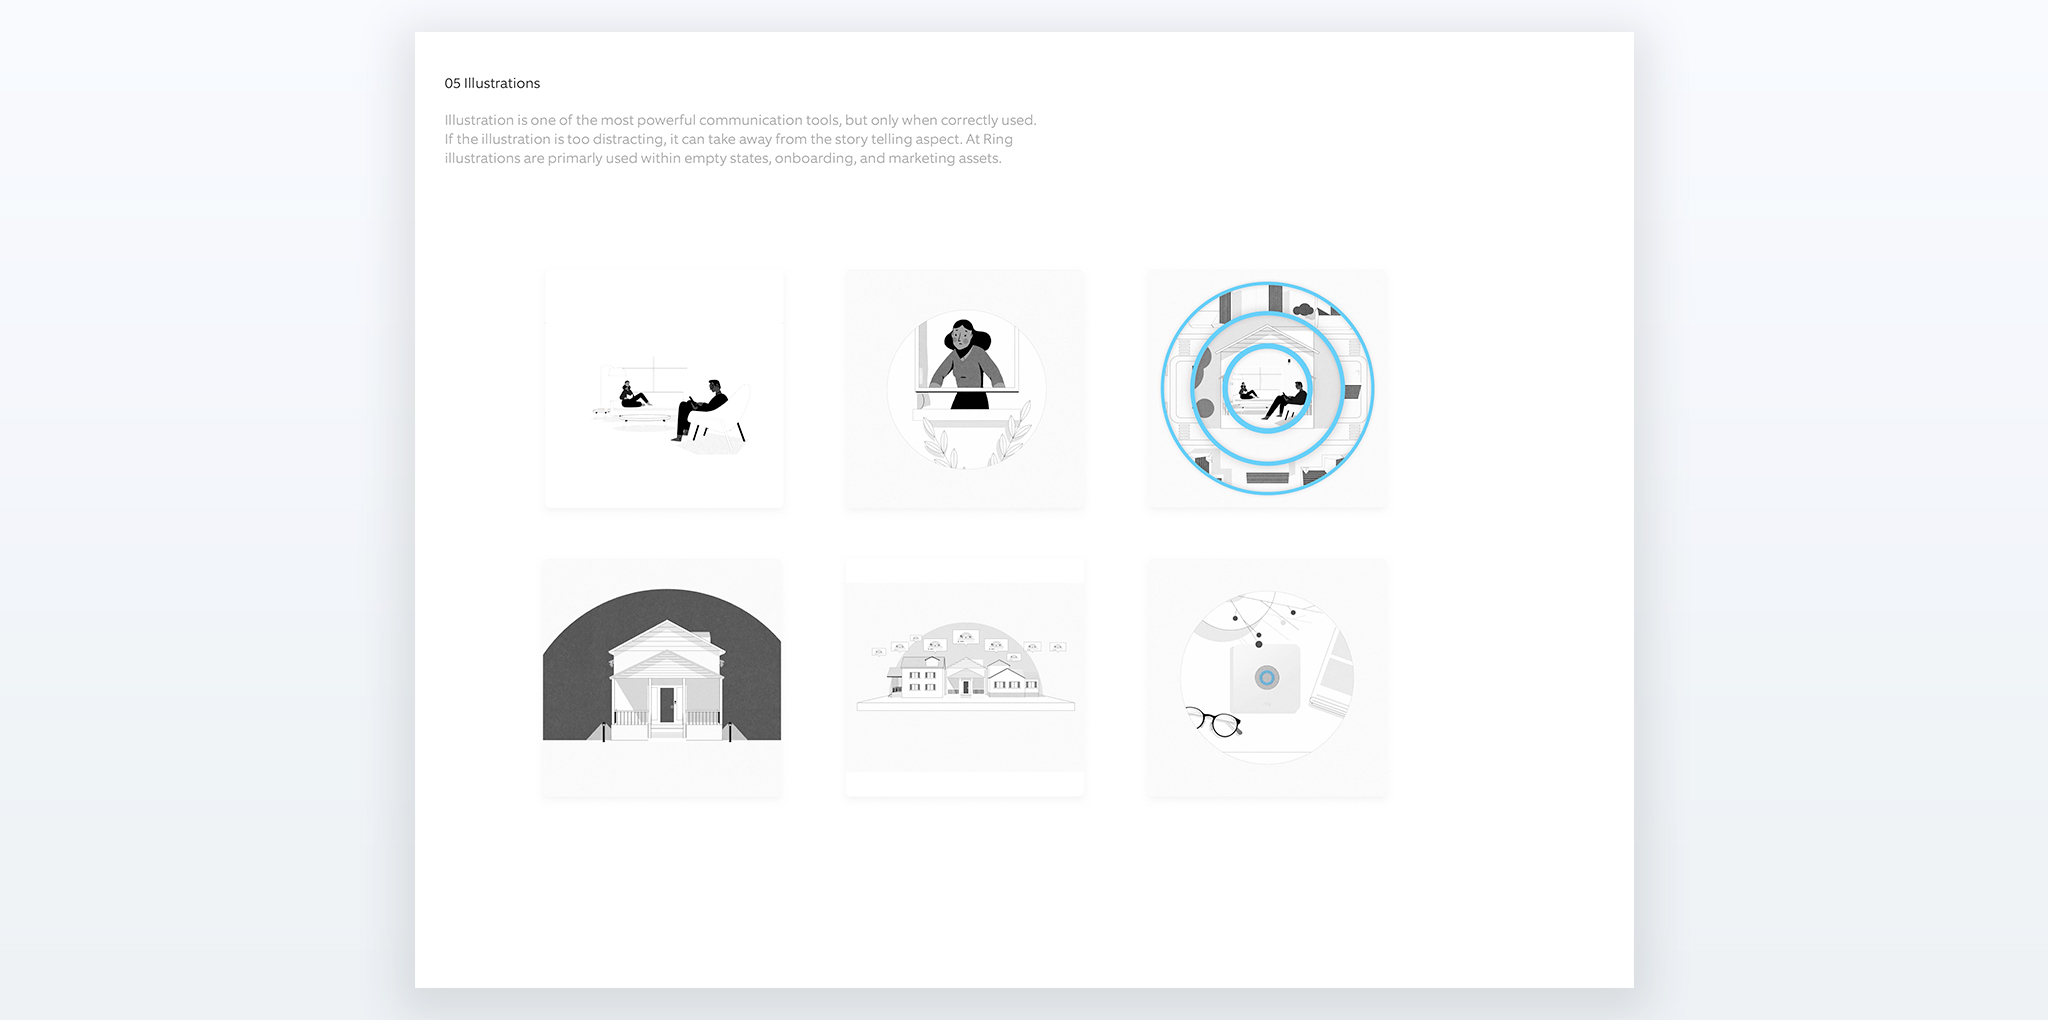 05 Illustrations
Illustration is one of the most powerful communication tools, but only when correctly used.
If the illustration is too distracting, it can take away from the story telling aspect. At Ring
illustrations are primarly used within empty states, onboarding, and marketing assets.